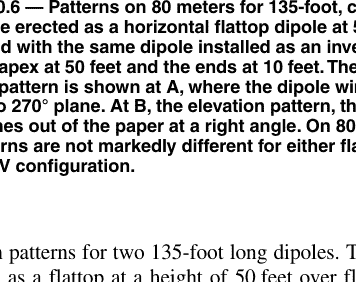 0.6 — Patterns on 80 meters for 135-foot, c
e erected as a horizontal flattop dipole at 5
d with the same dipole installed as an inve
apex at 50 feet and the ends at 10 feet. The
pattern is shown at A, where the dipole wi
o 270° plane. At B, the elevation pattern, th
es out of the paper at a right angle. On 80
rns are not markedly different for either fla
V configuration.
n patterns for two 135-foot long dipoles. T
as a flattop at a height of 50 feet over fl